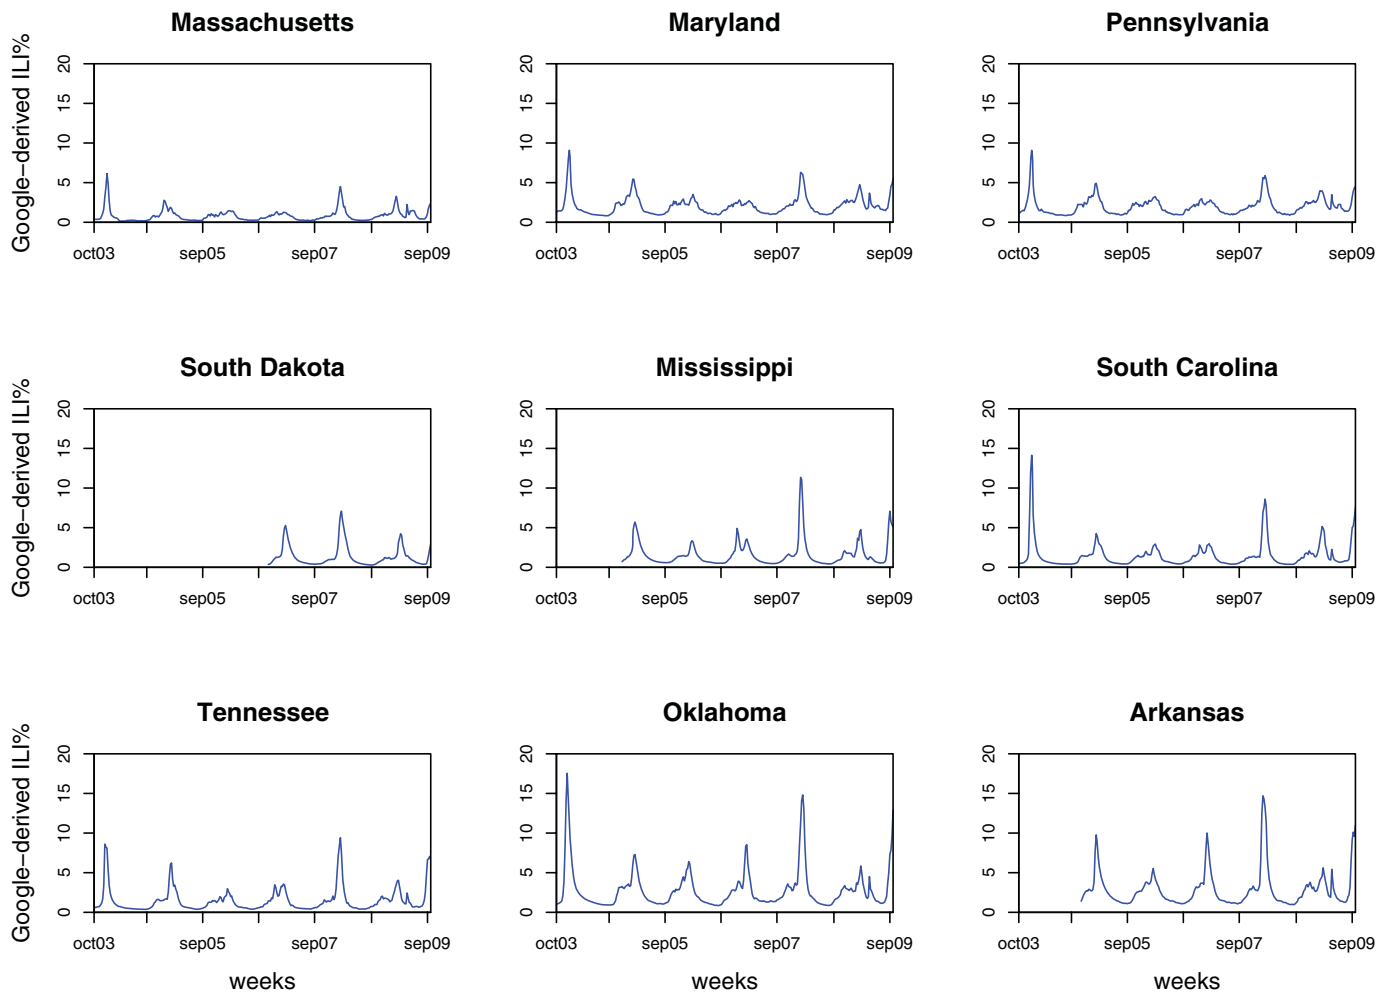 Massachusetts
Maryland
Pennsylvania
Google−derived ILI%
0 5 10 15 20
0 5 10 15 20
0 5 10 15 20
oct03 sep05 sep07 sep09
oct03 sep05 sep07 sep09
oct03 sep05 sep07 sep09
South Dakota
Mississippi
South Carolina
Google−derived ILI%
0 5 10 15 20
0 5 10 15 20
0 5 10 15 20
oct03 sep05 sep07 sep09
oct03 sep05 sep07 sep09
oct03 sep05 sep07 sep09
Tennessee
Oklahoma
Arkansas
Google−derived ILI%
0 5 10 15 20
0 5 10 15 20
0 5 10 15 20
oct03 sep05 sep07 sep09
oct03 sep05 sep07 sep09
oct03 sep05 sep07 sep09
weeks
weeks
weeks